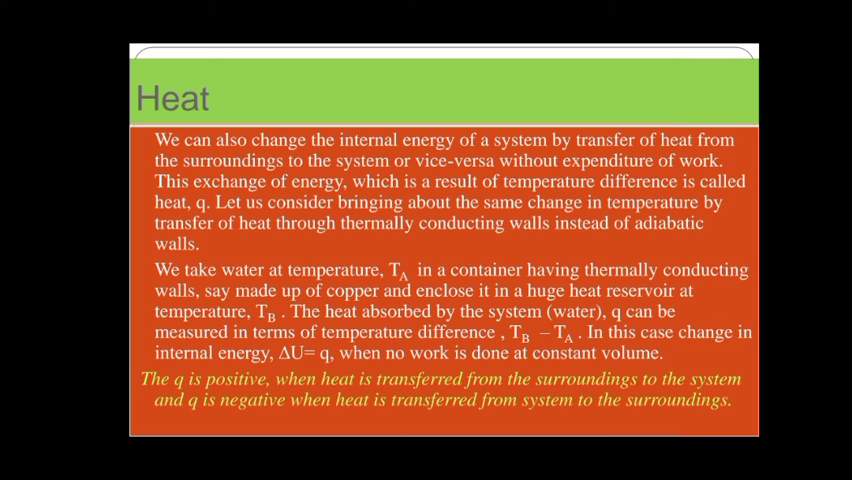 Heat
We can also change the internal energy of a system by transfer of heat from
the surroundings to the system or vice-versa without expenditure of work.
This exchange of energy, which is a result of temperature difference is called
heat, q. Let us consider bringing about the same change in temperature by
transfer of heat through thermally conducting walls instead of adiabatic
walls.
We take water at temperature, T_A in a container having thermally conducting
walls, say made up of copper and enclose it in a huge heat reservoir at
temperature, T_B . The heat absorbed by the system (water), q can be
measured in terms of temperature difference , T_B – T_A . In this case change in
internal energy, ΔU= q, when no work is done at constant volume.
The q is positive, when heat is transferred from the surroundings to the system
and q is negative when heat is transferred from system to the surroundings.